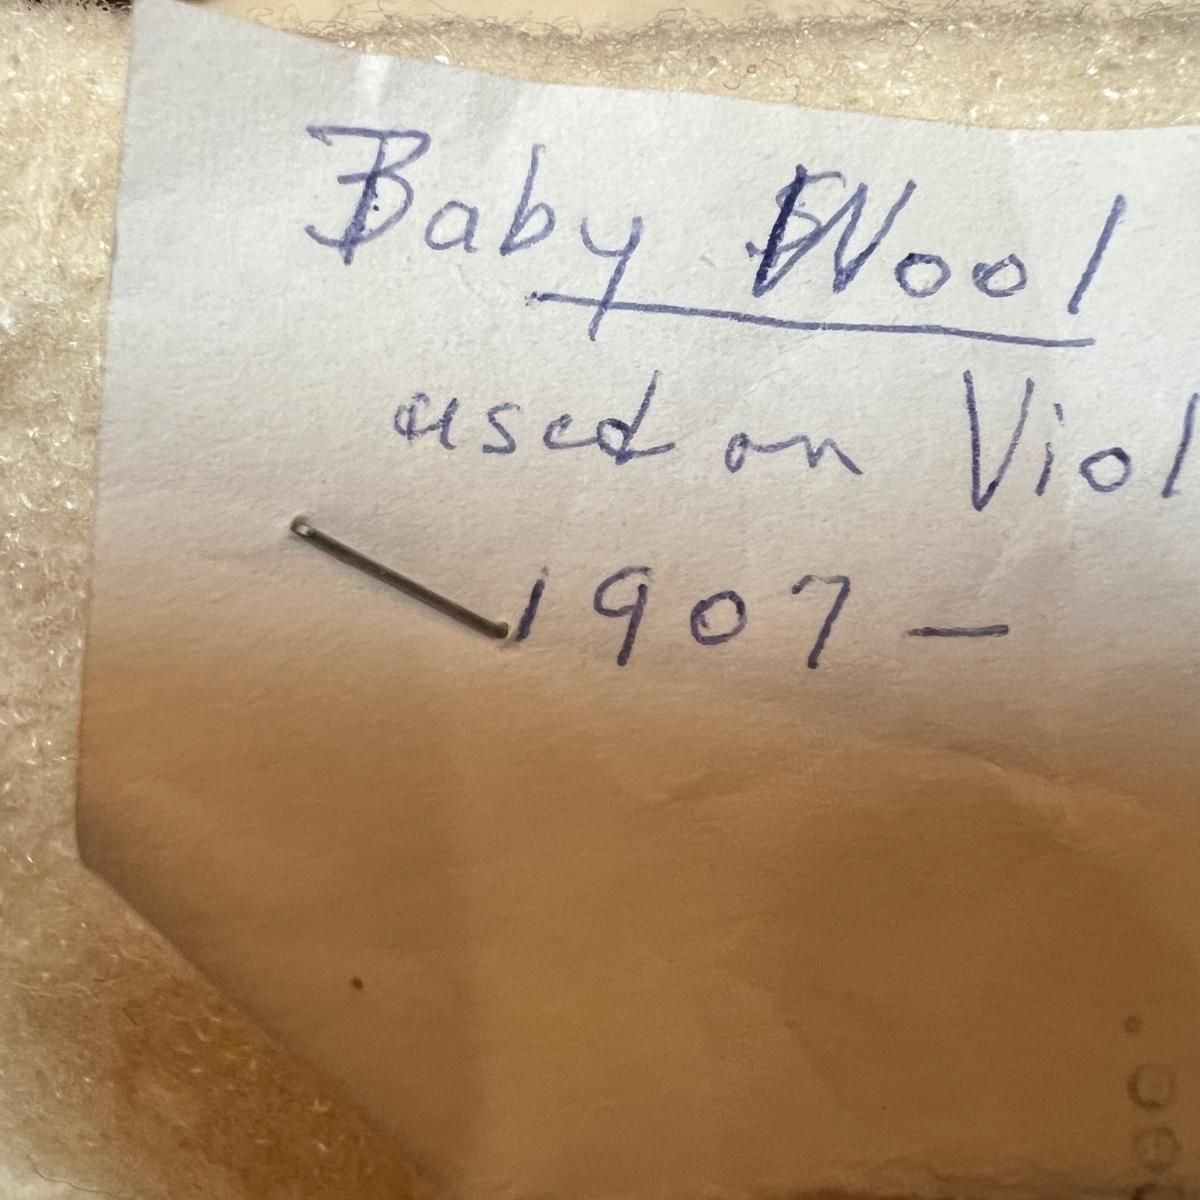 Baby Wool
used on Viol
1907 –